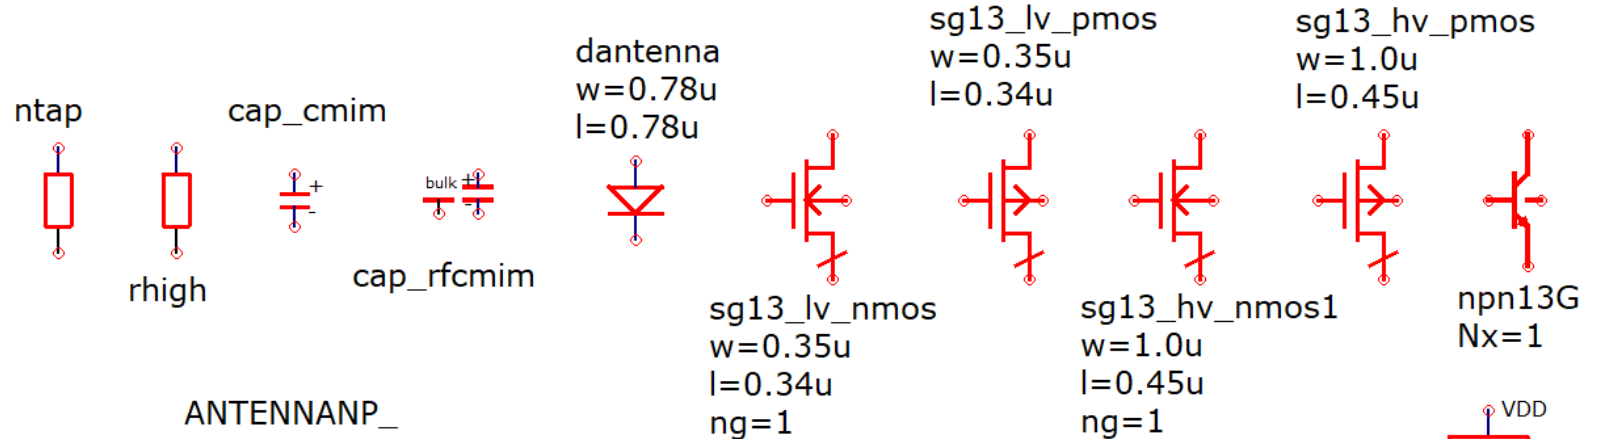 ntap
rhigh
cap_cmim
+
-
bulk
+
-
cap_rfcmim
dantenna
w=0.78u
l=0.78u
sg13_lv_nmos
w=0.35u
l=0.34u
ng=1
sg13_lv_pmos
w=0.35u
l=0.34u
sg13_hv_nmos1
w=1.0u
l=0.45u
ng=1
sg13_hv_pmos
w=1.0u
l=0.45u
npn13G
Nx=1
ANTENNANP_
VDD